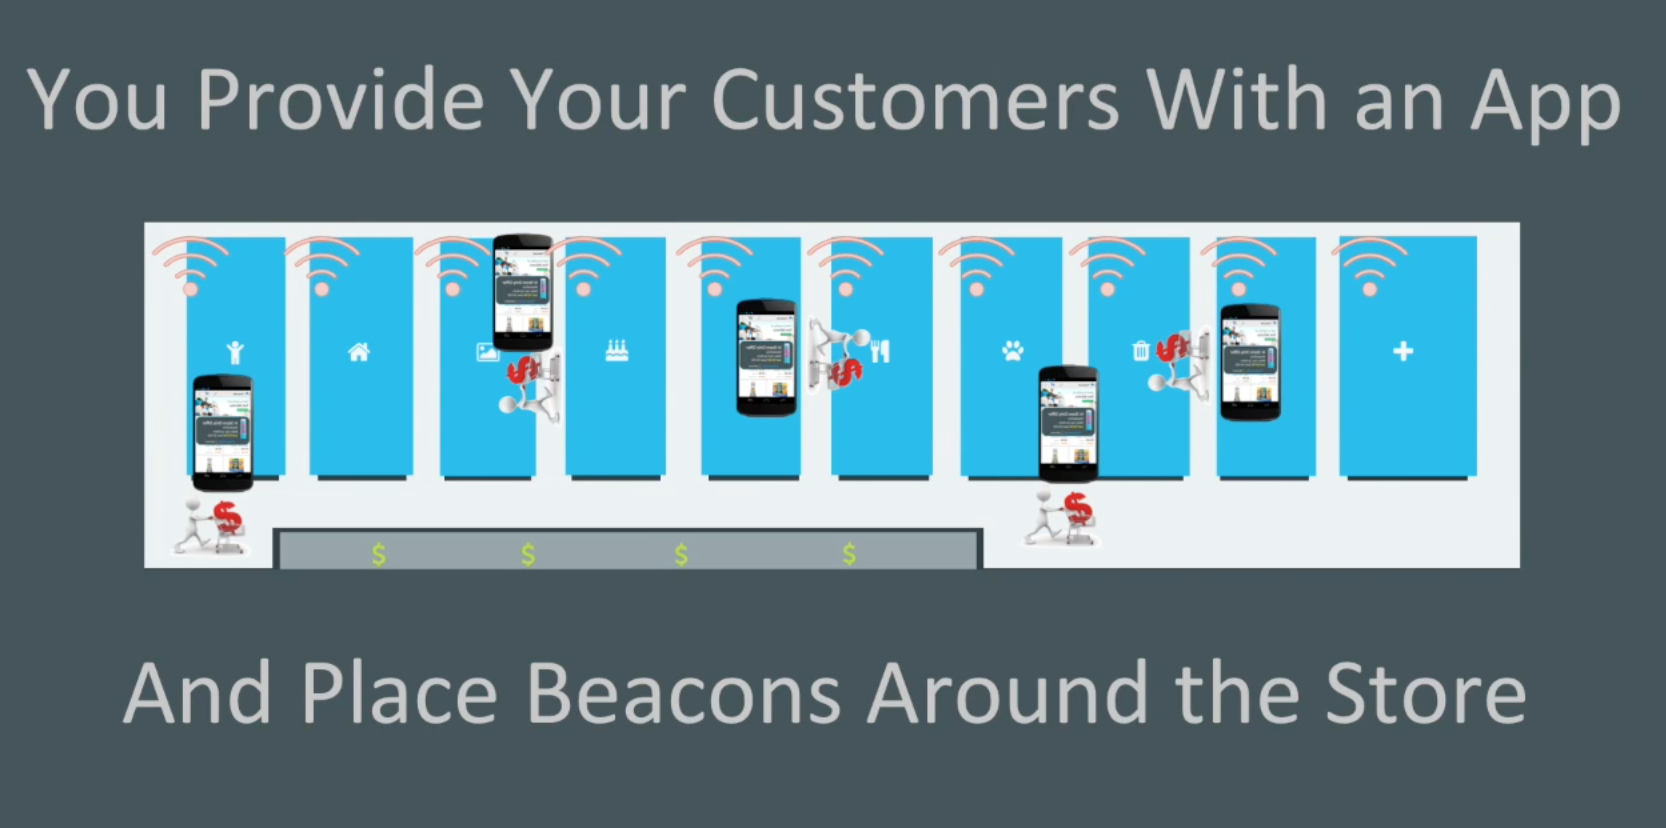 You Provide Your Customers With an App
$ $ $ $
And Place Beacons Around the Store